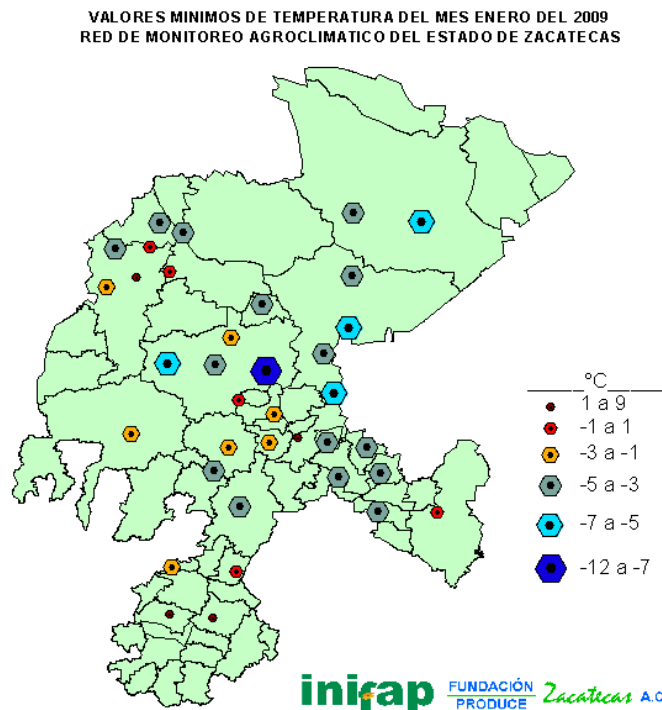 VALORES MINIMOS DE TEMPERATURA DEL MES ENERO DEL 2009
RED DE MONITOREO AGROCLIMATICO DEL ESTADO DE ZACATECAS
°C
1 a 9
-1 a 1
-3 a -1
-5 a -3
-7 a -5
-12 a -7
inifap
FUNDACIÓN
PRODUCE
Zacatecas A.C